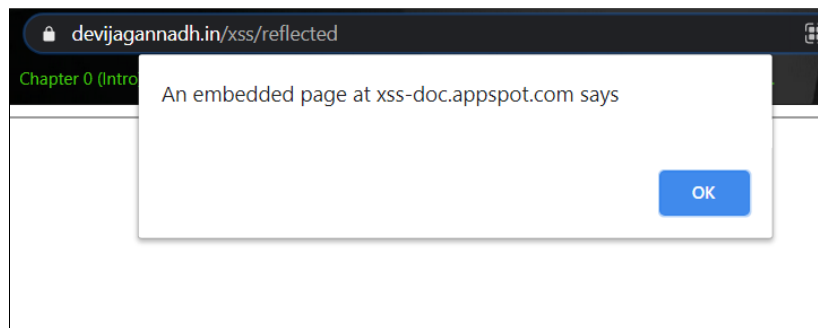 devijagannadh.in/xss/reflected
Chapter 0 (Intro
An embedded page at xss-doc.appspot.com says
OK